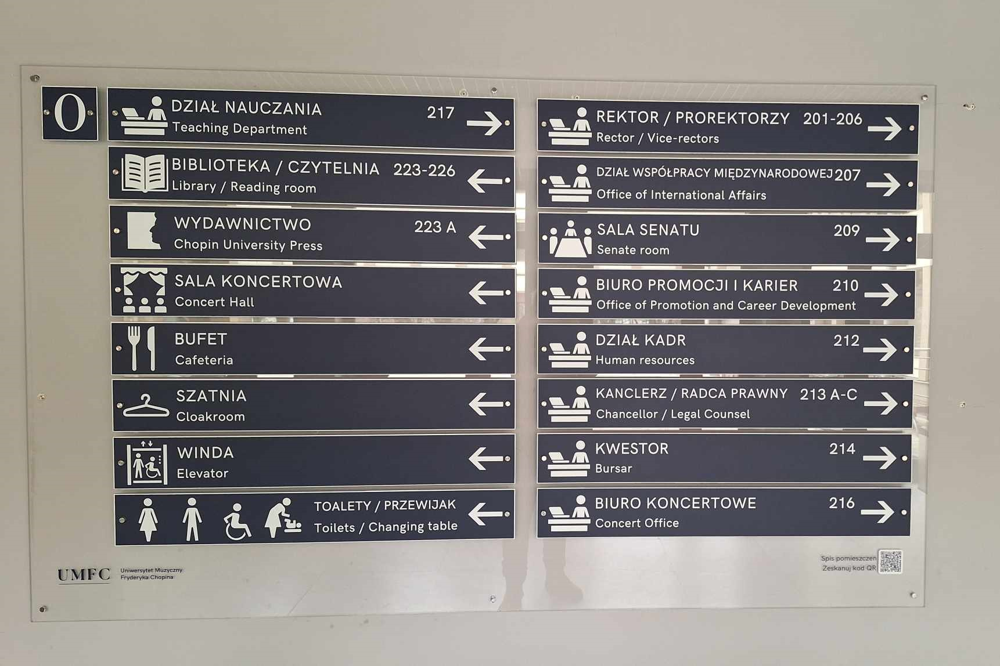 0
DZIAŁ NAUCZANIA 217
Teaching Department
BIBLIOTEKA / CZYTELNIA 223-226
Library / Reading room
WYDAWNICTWO 223 A
Chopin University Press
SALA KONCERTOWA
Concert Hall
BUFET
Cafeteria
SZATNIA
Cloakroom
WINDA
Elevator
TOALETY / PRZEWIJAK
Toilets / Changing table
REKTOR / PROREKTORZY 201-206
Rector / Vice-rectors
DZIAŁ WSPÓŁPRACY MIĘDZYNARODOWEJ 207
Office of International Affairs
SALA SENATU 209
Senate room
BIURO PROMOCJI I KARIER 210
Office of Promotion and Career Development
DZIAŁ KADR 212
Human resources
KANCLERZ / RADCA PRAWNY 213 A-C
Chancellor / Legal Counsel
KWESTOR 214
Bursar
BIURO KONCERTOWE 216
Concert Office
UMFC
Uniwersytet Muzyczny
Fryderyka Chopina
Spis pomieszczeń
Zeskanuj kod QR